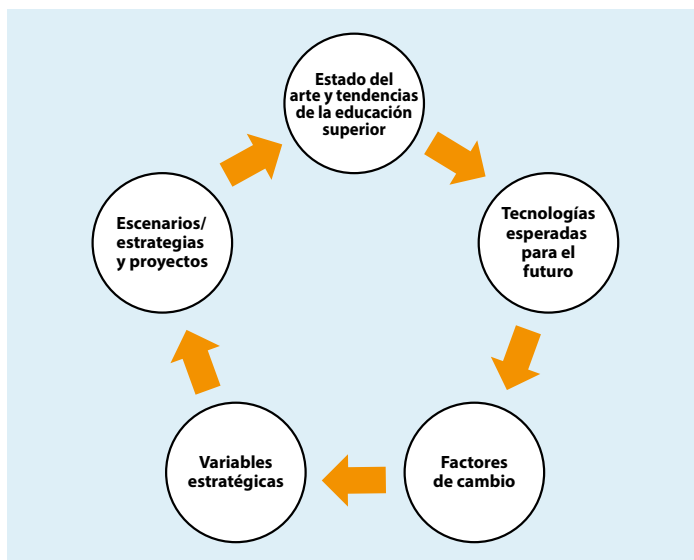 Estado del
arte y tendencias
de la educación
superior
Tecnologías
esperadas
para el
futuro
Factores
de cambio
Variables
estratégicas
Escenarios/
estrategias
y proyectos